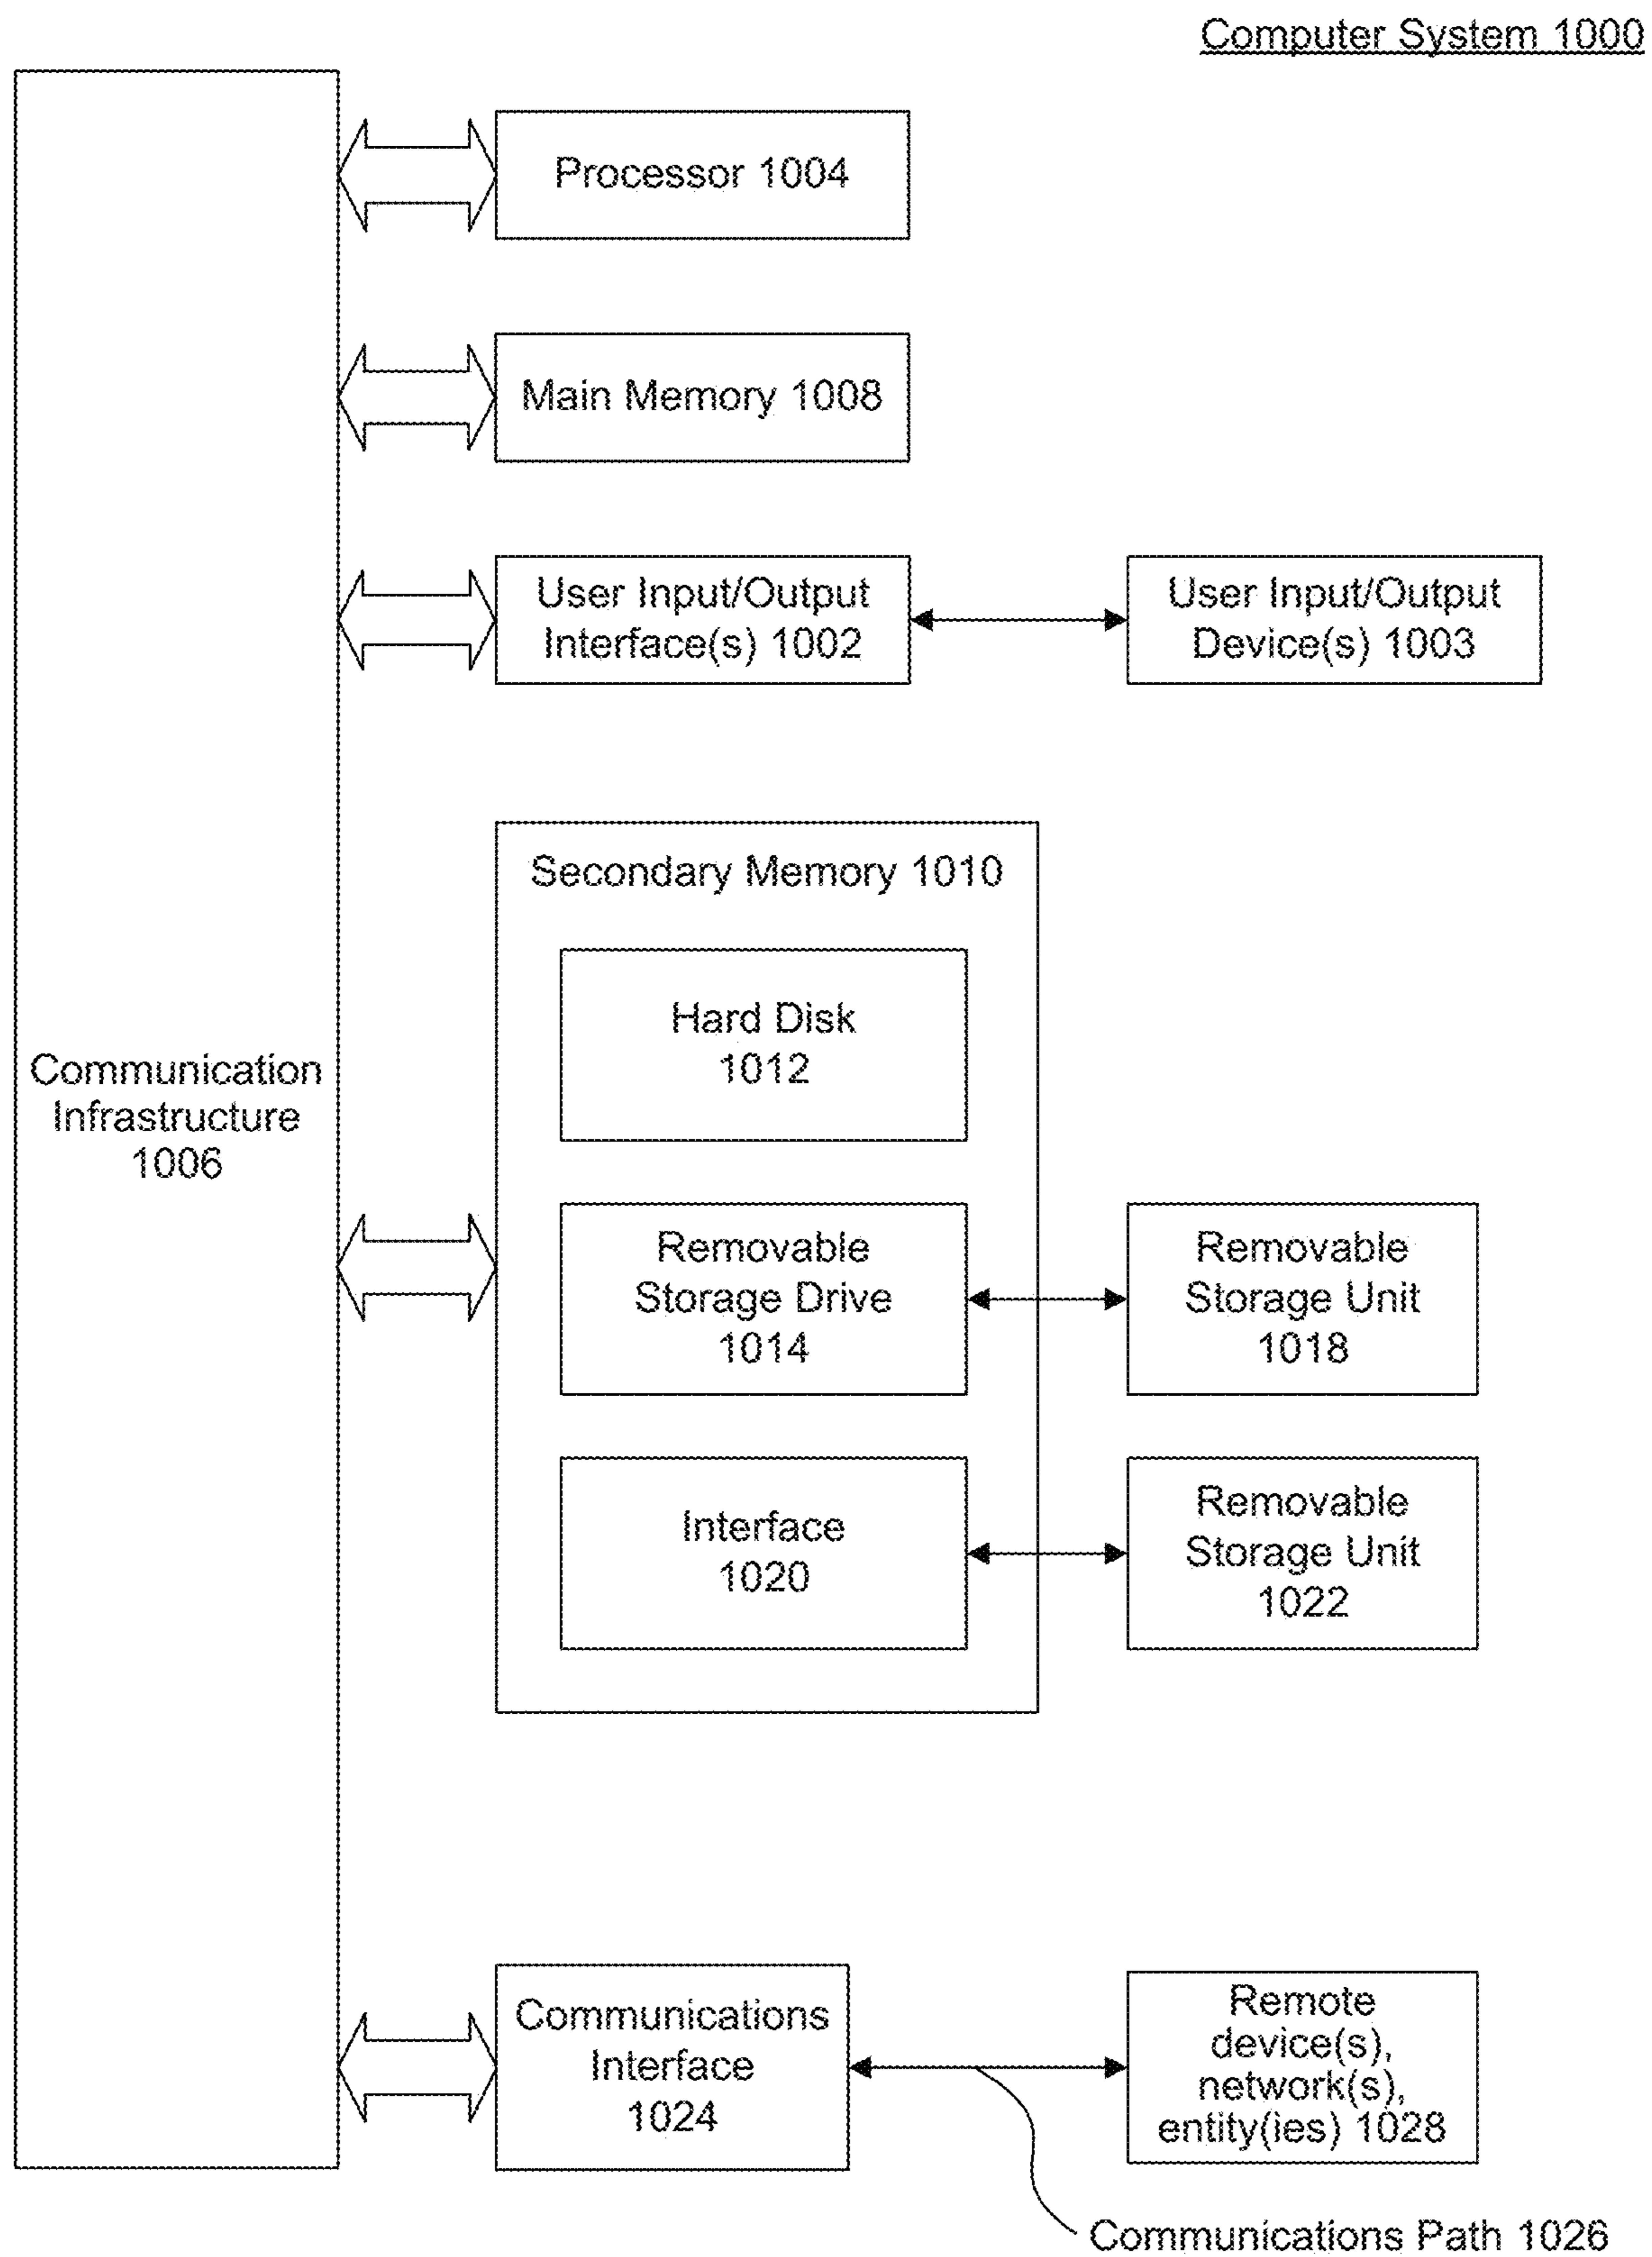 Computer System 1000
Processor 1004
Main Memory 1008
User Input/Output
Interface(s) 1002
User Input/Output
Device(s) 1003
Secondary Memory 1010
Hard Disk
1012
Communication
Infrastructure
1006
Removable
Storage Drive
1014
Removable
Storage Unit
1018
Interface
1020
Removable
Storage Unit
1022
Communications
Interface
1024
Remote
device(s),
network(s),
entity(ies) 1028
Communications Path 1026